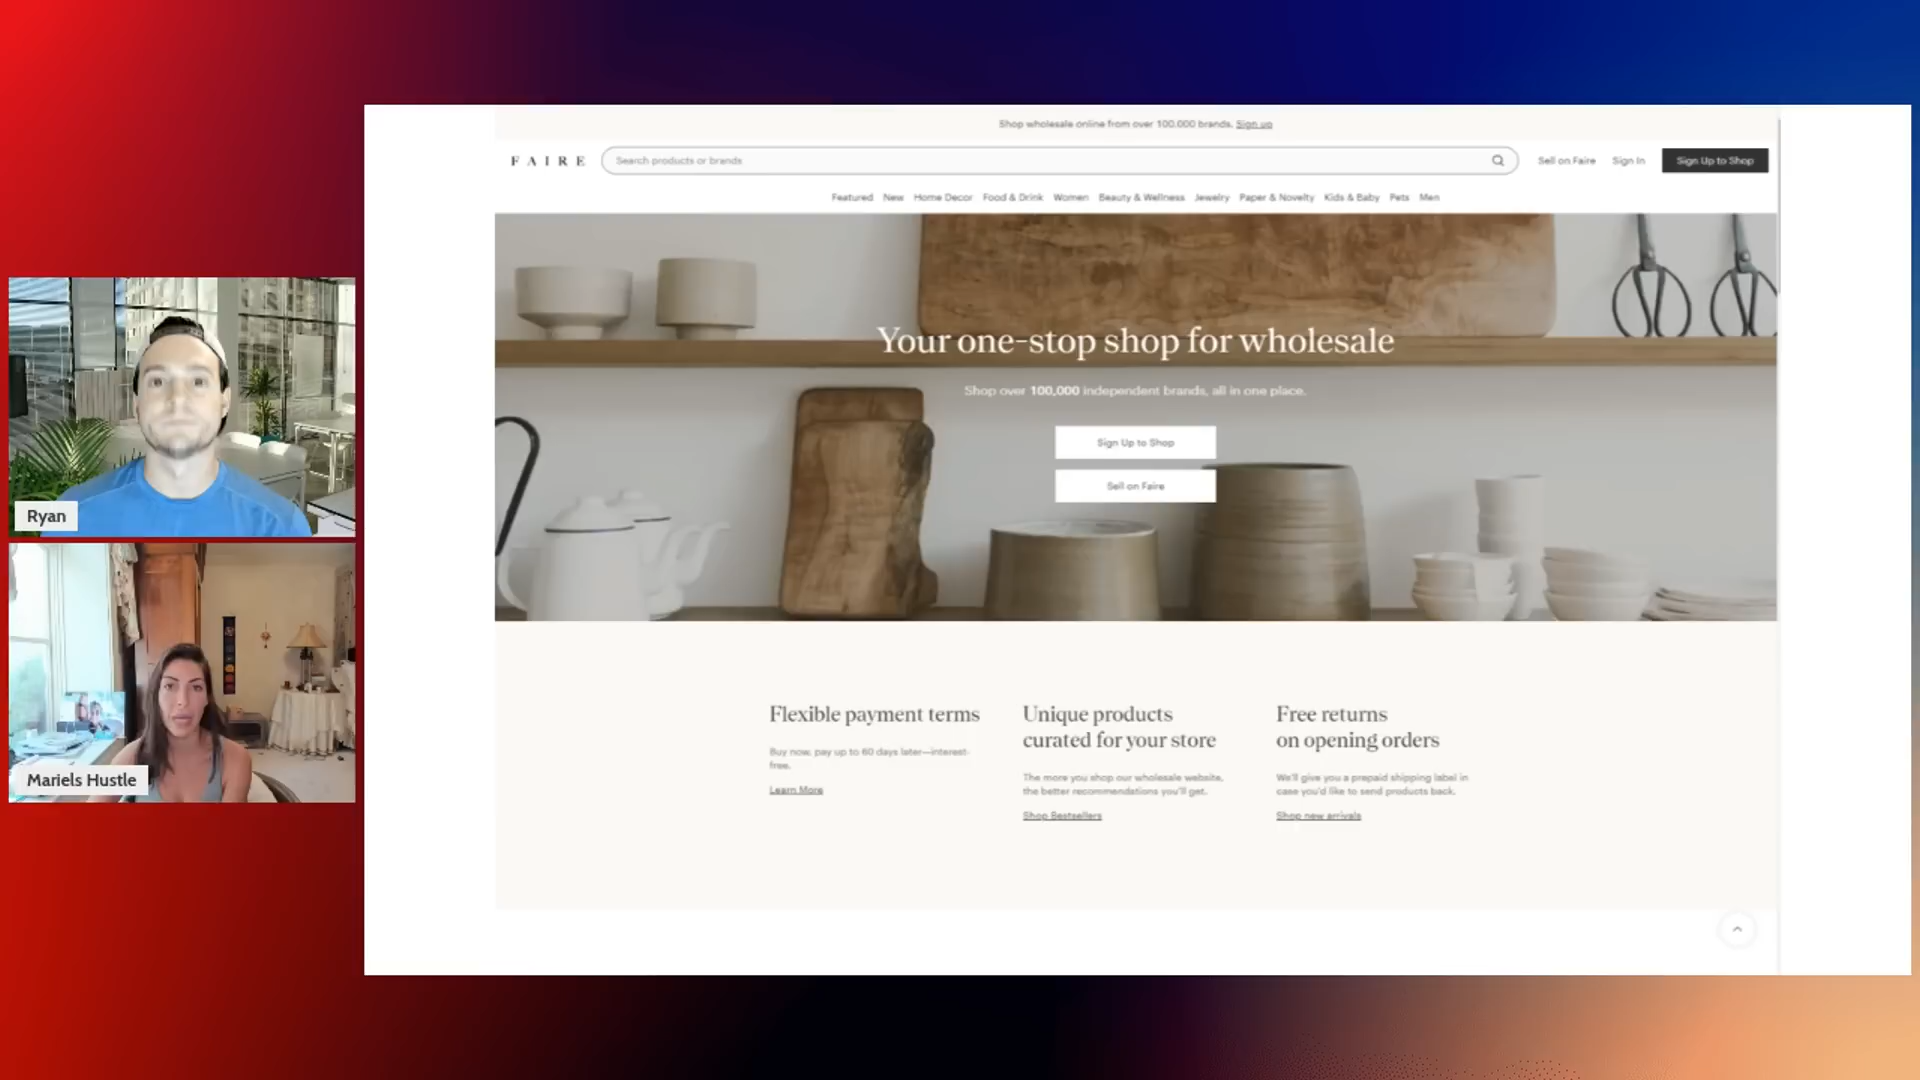 Shop wholesale online from over 100,000 brands. Sign up
FAIRE
Search products or brands
Sell on Faire
Sign In
Sign Up to Shop
Featured New Home Decor Food & Drink Women Beauty & Wellness Jewelry Paper & Novelty Kids & Baby Pets Men
Your one-stop shop for wholesale
Shop over 100,000 independent brands, all in one place.
Sign Up to Shop
Sell on Faire
Ryan
Mariels Hustle
Flexible payment terms
Buy now, pay up to 60 days later—interest-
free.
Learn More
Unique products
curated for your store
The more you shop our wholesale website,
the better recommendations you'll get.
Shop Bestsellers
Free returns
on opening orders
We'll give you a prepaid shipping label in
case you'd like to send products back.
Shop new arrivals